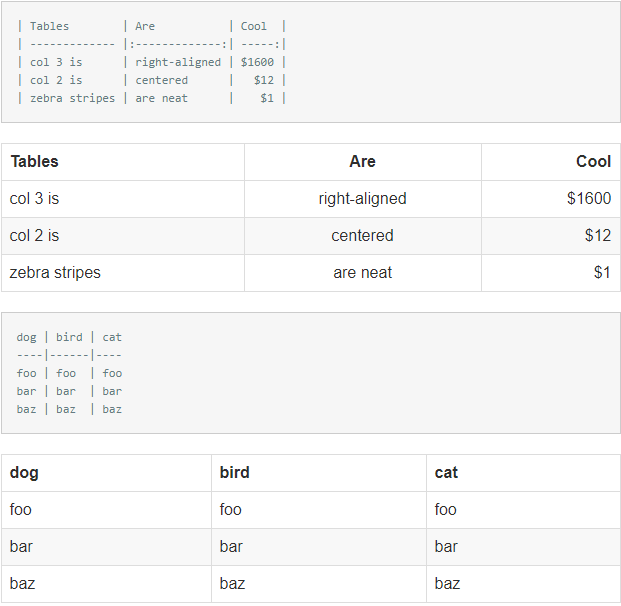 | Tables        | Are           | Cool  |
| ------------- |:-------------:| -----:|
| col 3 is      | right-aligned | $1600 |
| col 2 is      | centered      |   $12 |
| zebra stripes | are neat      |    $1 |
Tables Are Cool
col 3 is right-aligned $1600
col 2 is centered $12
zebra stripes are neat $1
dog | bird | cat
----|------|----
foo | foo  | foo
bar | bar  | bar
baz | baz  | baz
dog bird cat
foo foo foo
bar bar bar
baz baz baz